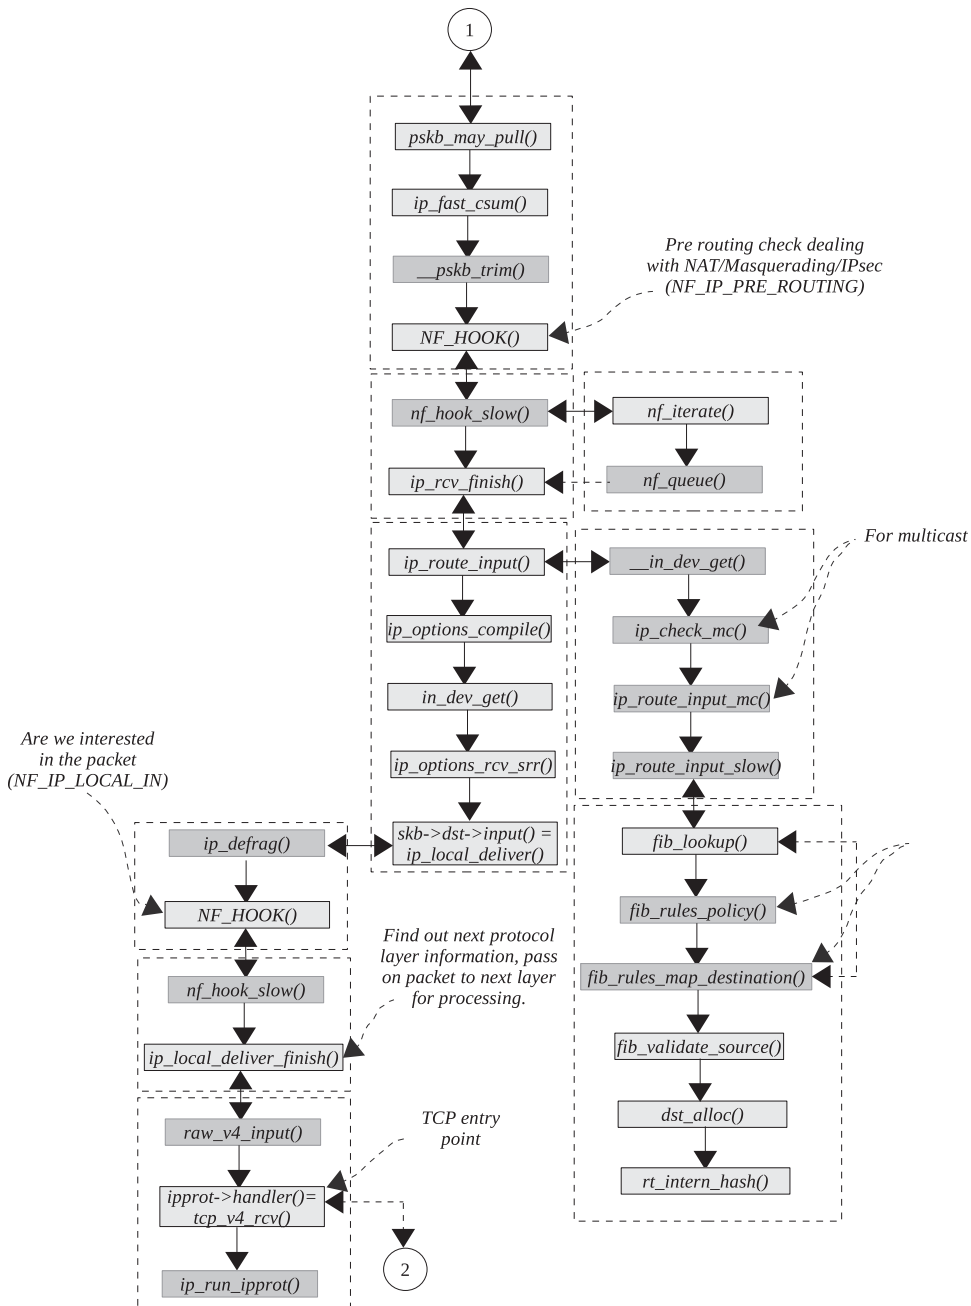 1
pskb_may_pull()
ip_fast_csum()
__pskb_trim()
Pre routing check dealing
with NAT/Masquerading/IPsec
(NF_IP_PRE_ROUTING)
NF_HOOK()
nf_hook_slow()
nf_iterate()
ip_rcv_finish()
nf_queue()
For multicast
ip_route_input()
__in_dev_get()
ip_options_compile()
ip_check_mc()
in_dev_get()
ip_route_input_mc()
Are we interested
in the packet
(NF_IP_LOCAL_IN)
ip_options_rcv_srr()
ip_route_input_slow()
ip_defrag()
skb->dst->input() =
ip_local_deliver()
fib_lookup()
NF_HOOK()
fib_rules_policy()
Find out next protocol
layer information, pass
on packet to next layer
for processing.
fib_rules_map_destination()
nf_hook_slow()
ip_local_deliver_finish()
fib_validate_source()
raw_v4_input()
TCP entry
point
dst_alloc()
ipprot->handler()=
tcp_v4_rcv()
rt_intern_hash()
2
ip_run_ipprot()